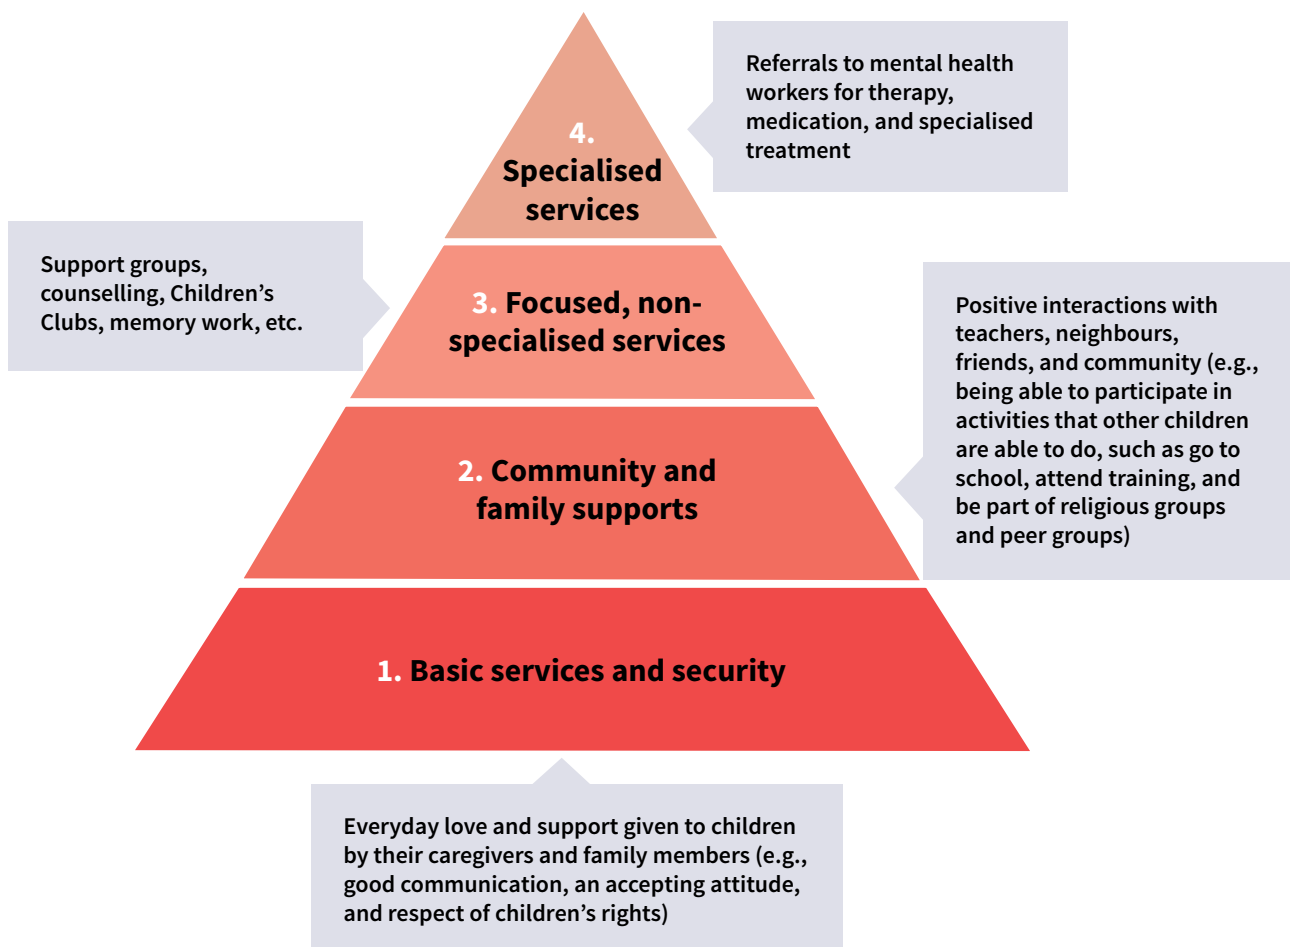 4.
Specialised
services
Referrals to mental health
workers for therapy,
medication, and specialised
treatment
3. Focused, non-
specialised services
Support groups,
counselling, Children’s
Clubs, memory work, etc.
2. Community and
family supports
Positive interactions with
teachers, neighbours,
friends, and community (e.g.,
being able to participate in
activities that other children
are able to do, such as go to
school, attend training, and
be part of religious groups
and peer groups)
1. Basic services and security
Everyday love and support given to children
by their caregivers and family members (e.g.,
good communication, an accepting attitude,
and respect of children’s rights)